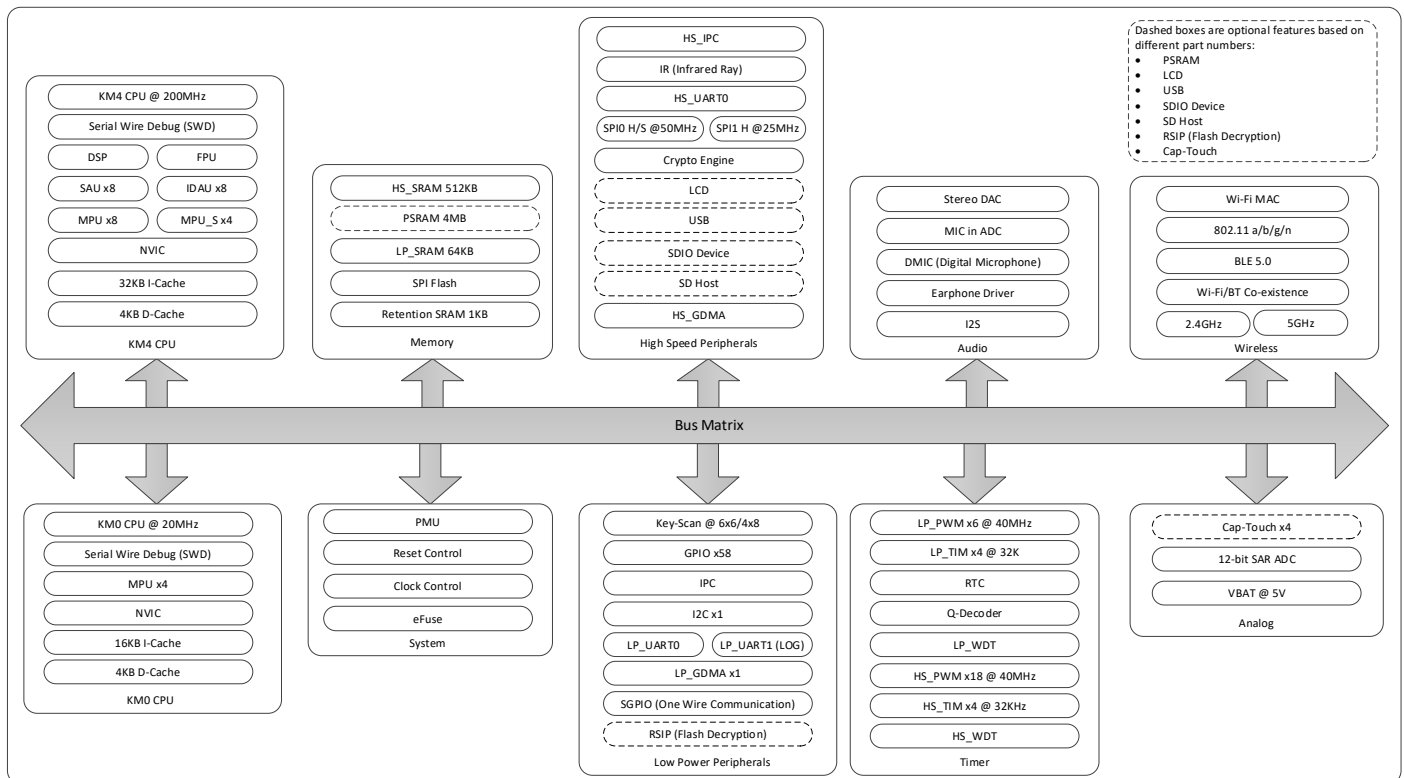 KM4 CPU @ 200MHz
Serial Wire Debug (SWD)
DSP
FPU
SAU x8
IDAU x8
MPU x8
MPU_S x4
NVIC
32KB I-Cache
4KB D-Cache
KM4 CPU
HS_SRAM 512KB
PSRAM 4MB
LP_SRAM 64KB
SPI Flash
Retention SRAM 1KB
Memory
HS_IPC
IR (Infrared Ray)
HS_UART0
SPI0 H/S @50MHz
SPI1 H @25MHz
Crypto Engine
LCD
USB
SDIO Device
SD Host
HS_GDMA
High Speed Peripherals
Stereo DAC
MIC in ADC
DMIC (Digital Microphone)
Earphone Driver
I2S
Audio
Dashed boxes are optional features based on
different part numbers:
• PSRAM
• LCD
• USB
• SDIO Device
• SD Host
• RSIP (Flash Decryption)
• Cap-Touch
Wi-Fi MAC
802.11 a/b/g/n
BLE 5.0
Wi-Fi/BT Co-existence
2.4GHz
5GHz
Wireless
Bus Matrix
KM0 CPU @ 20MHz
Serial Wire Debug (SWD)
MPU x4
NVIC
16KB I-Cache
4KB D-Cache
KM0 CPU
PMU
Reset Control
Clock Control
eFuse
System
Key-Scan @ 6x6/4x8
GPIO x58
IPC
I2C x1
LP_UART0
LP_UART1 (LOG)
LP_GDMA x1
SGPIO (One Wire Communication)
RSIP (Flash Decryption)
Low Power Peripherals
LP_PWM x6 @ 40MHz
LP_TIM x4 @ 32K
RTC
Q-Decoder
LP_WDT
HS_PWM x18 @ 40MHz
HS_TIM x4 @ 32KHz
HS_WDT
Timer
Cap-Touch x4
12-bit SAR ADC
VBAT @ 5V
Analog